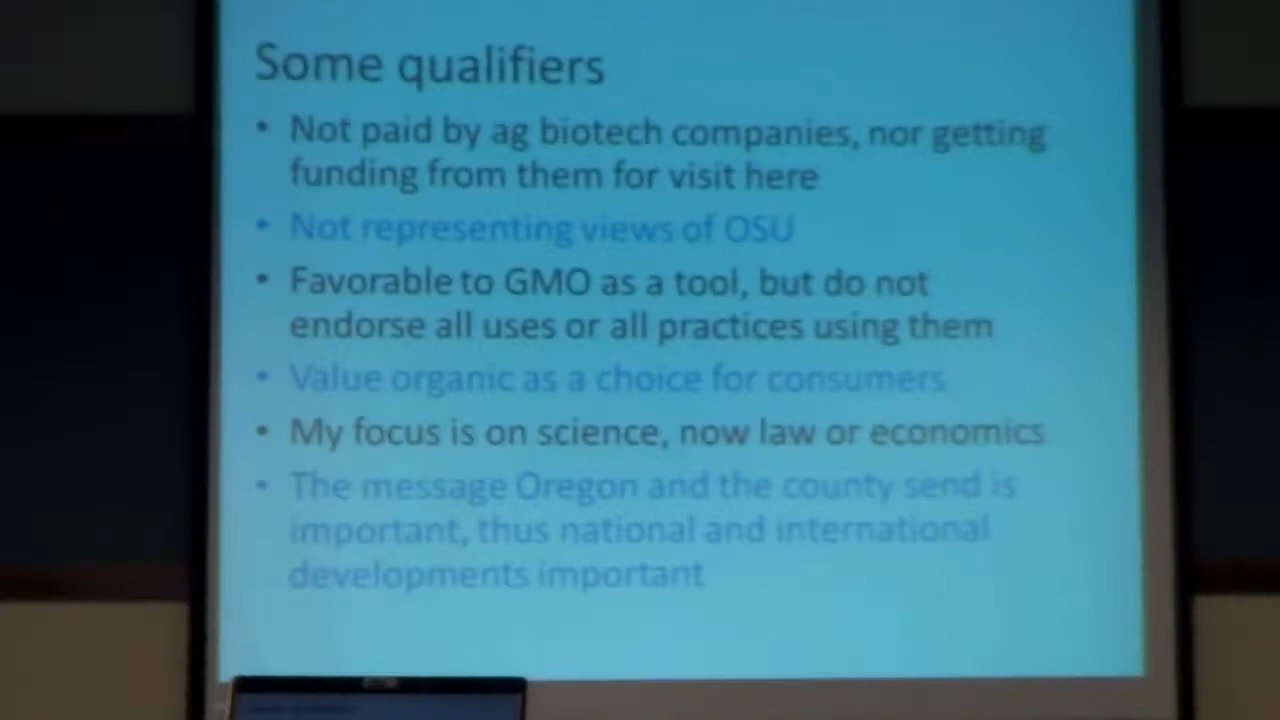 Some qualifiers
• Not paid by ag biotech companies, nor getting
funding from them for visit here
• Not representing views of OSU
• Favorable to GMO as a tool, but do not
endorse all uses or all practices using them
• Value organic as a choice for consumers
• My focus is on science, now law or economics
• The message Oregon and the county send is
important, thus national and international
developments important